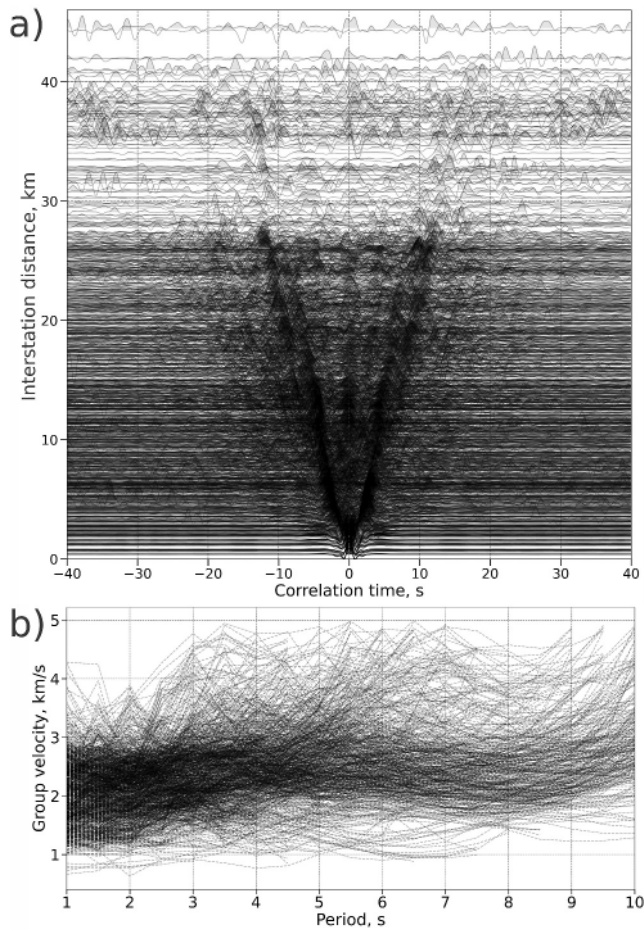 a)
40
30
20
10
0
Interstation distance, km
−40 −30 −20 −10 0 10 20 30 40
Correlation time, s
b)
5
4
3
2
1
Group velocity, km/s
1 2 3 4 5 6 7 8 9 10
Period, s